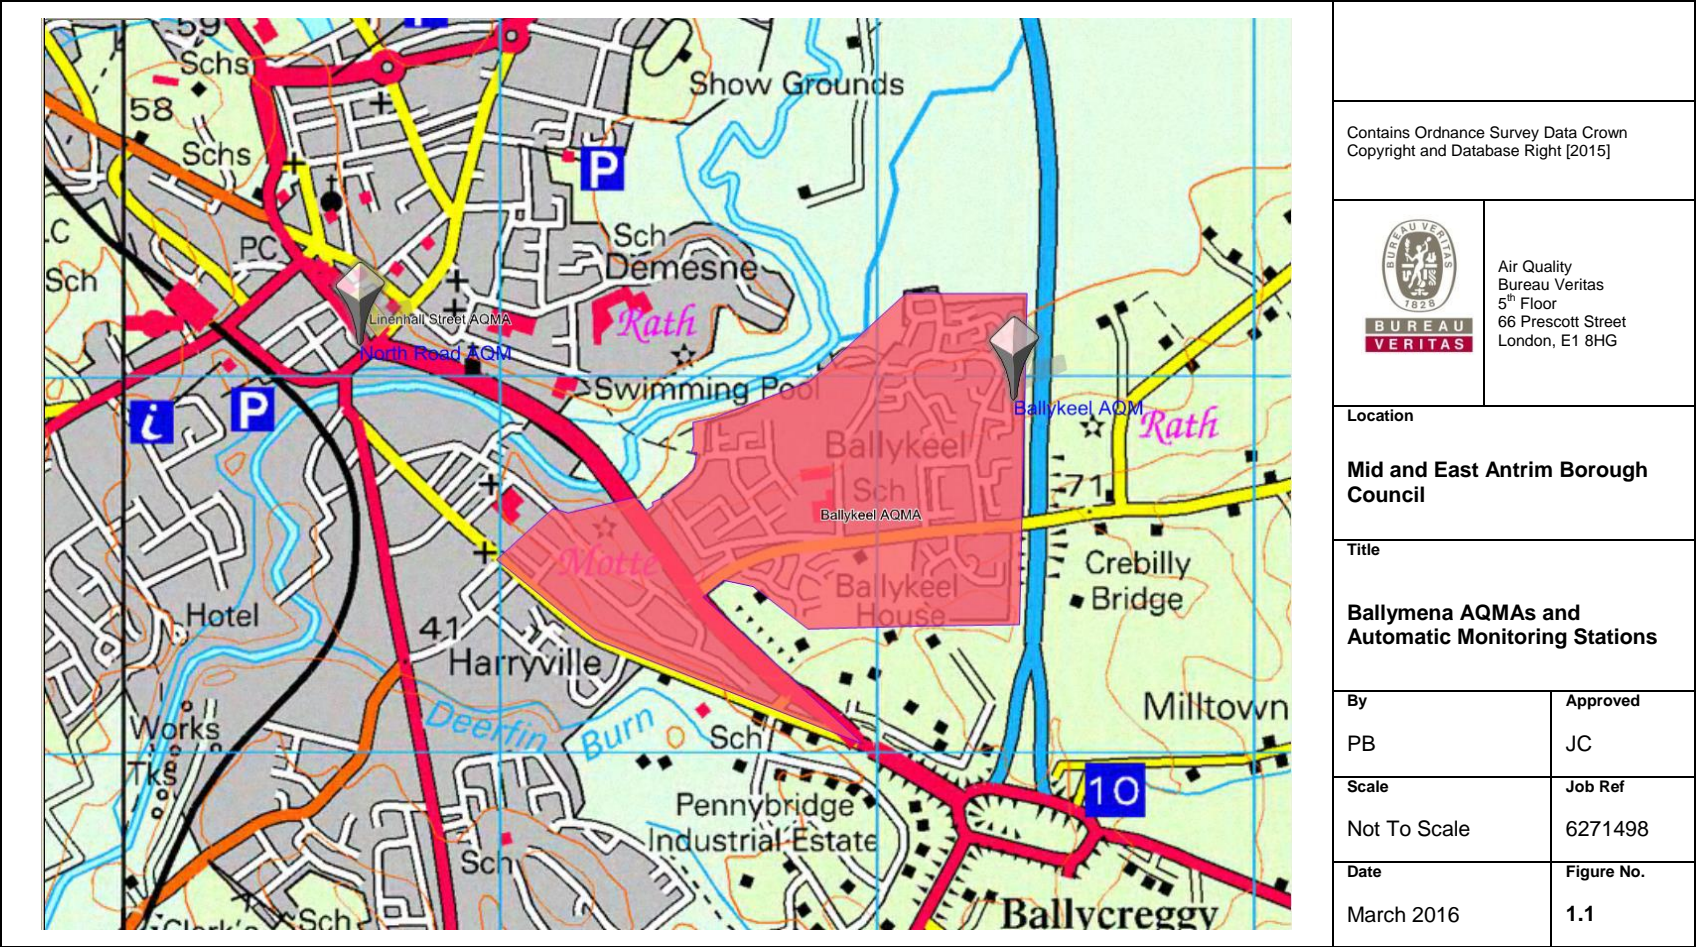 59
Schs
Show Grounds
58
Schs
P
.C
PC
Sch
Demesne
Sch
Rath
Linenhall Street AQMA
North Road AQM
Swimming Pool
i
P
Ballykeel AQM
Rath
Ballykeel
Sch
Ballykeel AQMA
71
Motte
Crebilly
Bridge
Ballykeel
House
Hotel
41
Harryville
Deerfin Burn
Milltown
Works
Tks
Sch
10
Pennybridge
Industrial Estate
Sch
Ballycreggy
Clerk's
Sch
Contains Ordnance Survey Data Crown
Copyright and Database Right [2015]
BUREAU VERITAS
1828
BUREAU
VERITAS
Air Quality
Bureau Veritas
5th Floor
66 Prescott Street
London, E1 8HG
Location
Mid and East Antrim Borough
Council
Title
Ballymena AQMAs and
Automatic Monitoring Stations
By
Approved
PB
JC
Scale
Job Ref
Not To Scale
6271498
Date
Figure No.
March 2016
1.1